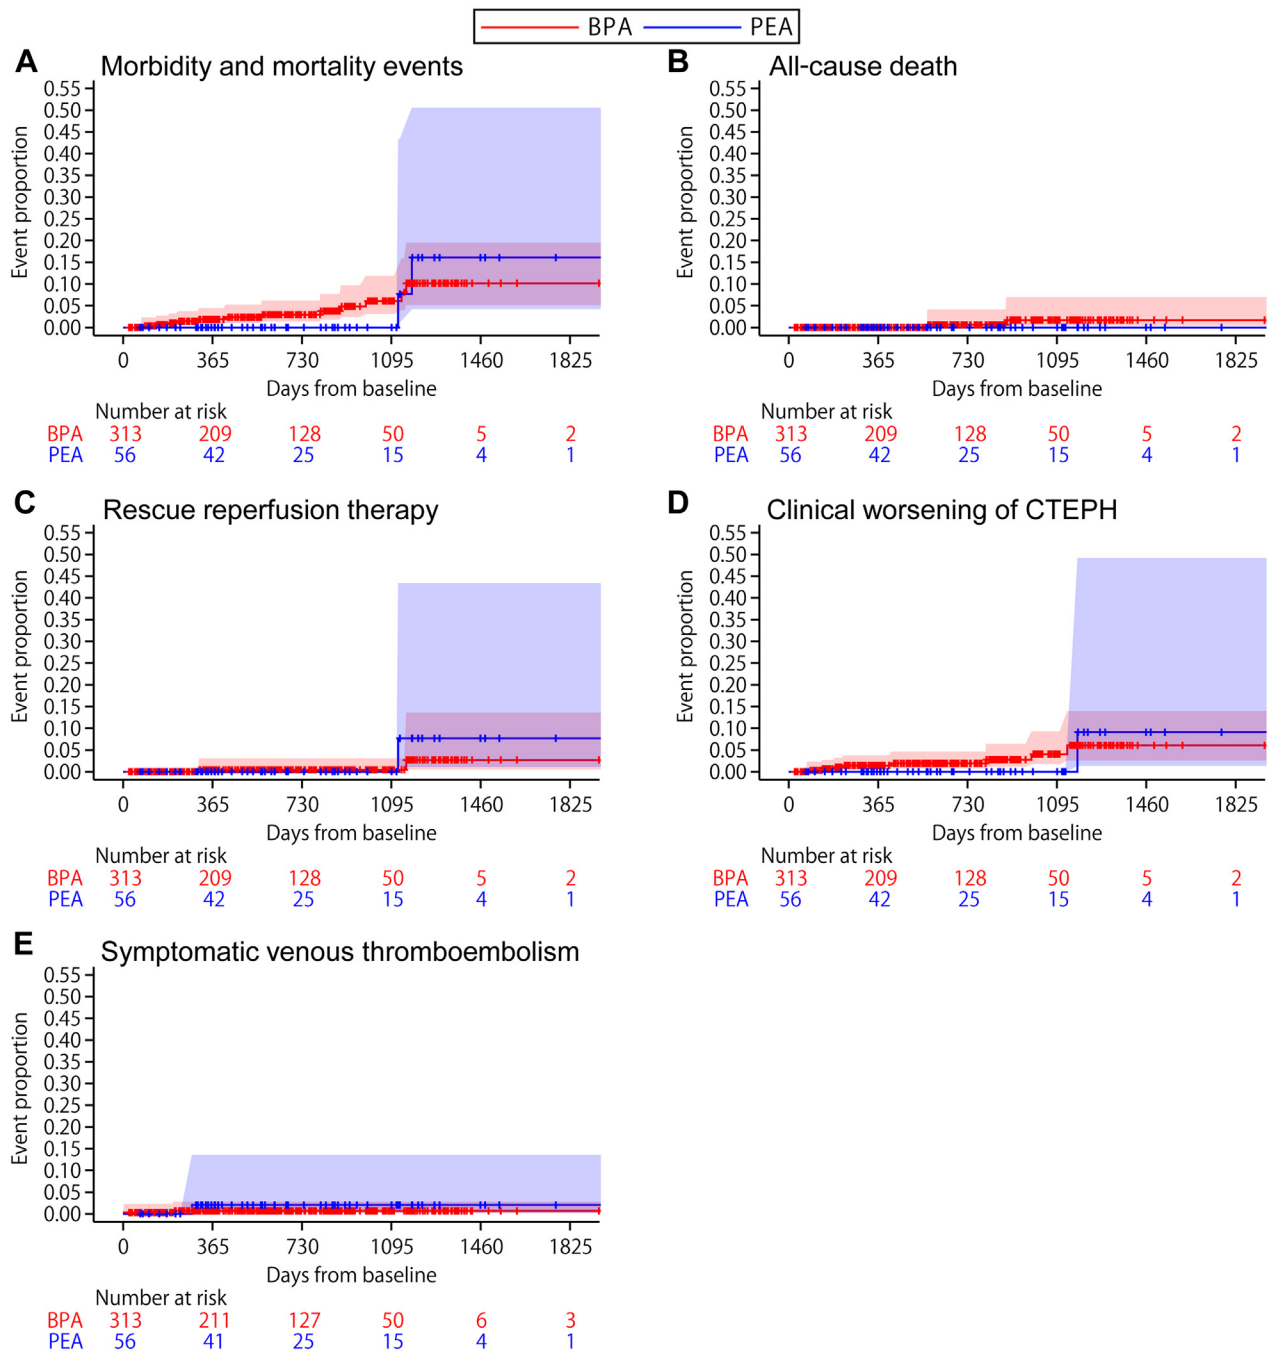 BPA PEA
A Morbidity and mortality events
Event proportion
0.55
0.50
0.45
0.40
0.35
0.30
0.25
0.20
0.15
0.10
0.05
0.00
0 365 730 1095 1460 1825
Days from baseline
Number at risk
BPA 313 209 128 50 5 2
PEA 56 42 25 15 4 1
B All-cause death
Event proportion
0.55
0.50
0.45
0.40
0.35
0.30
0.25
0.20
0.15
0.10
0.05
0.00
0 365 730 1095 1460 1825
Days from baseline
Number at risk
BPA 313 209 128 50 5 2
PEA 56 42 25 15 4 1
C Rescue reperfusion therapy
Event proportion
0.55
0.50
0.45
0.40
0.35
0.30
0.25
0.20
0.15
0.10
0.05
0.00
0 365 730 1095 1460 1825
Days from baseline
Number at risk
BPA 313 209 128 50 5 2
PEA 56 42 25 15 4 1
D Clinical worsening of CTEPH
Event proportion
0.55
0.50
0.45
0.40
0.35
0.30
0.25
0.20
0.15
0.10
0.05
0.00
0 365 730 1095 1460 1825
Days from baseline
Number at risk
BPA 313 209 128 50 5 2
PEA 56 42 25 15 4 1
E Symptomatic venous thromboembolism
Event proportion
0.55
0.50
0.45
0.40
0.35
0.30
0.25
0.20
0.15
0.10
0.05
0.00
0 365 730 1095 1460 1825
Days from baseline
Number at risk
BPA 313 211 127 50 6 3
PEA 56 41 25 15 4 1